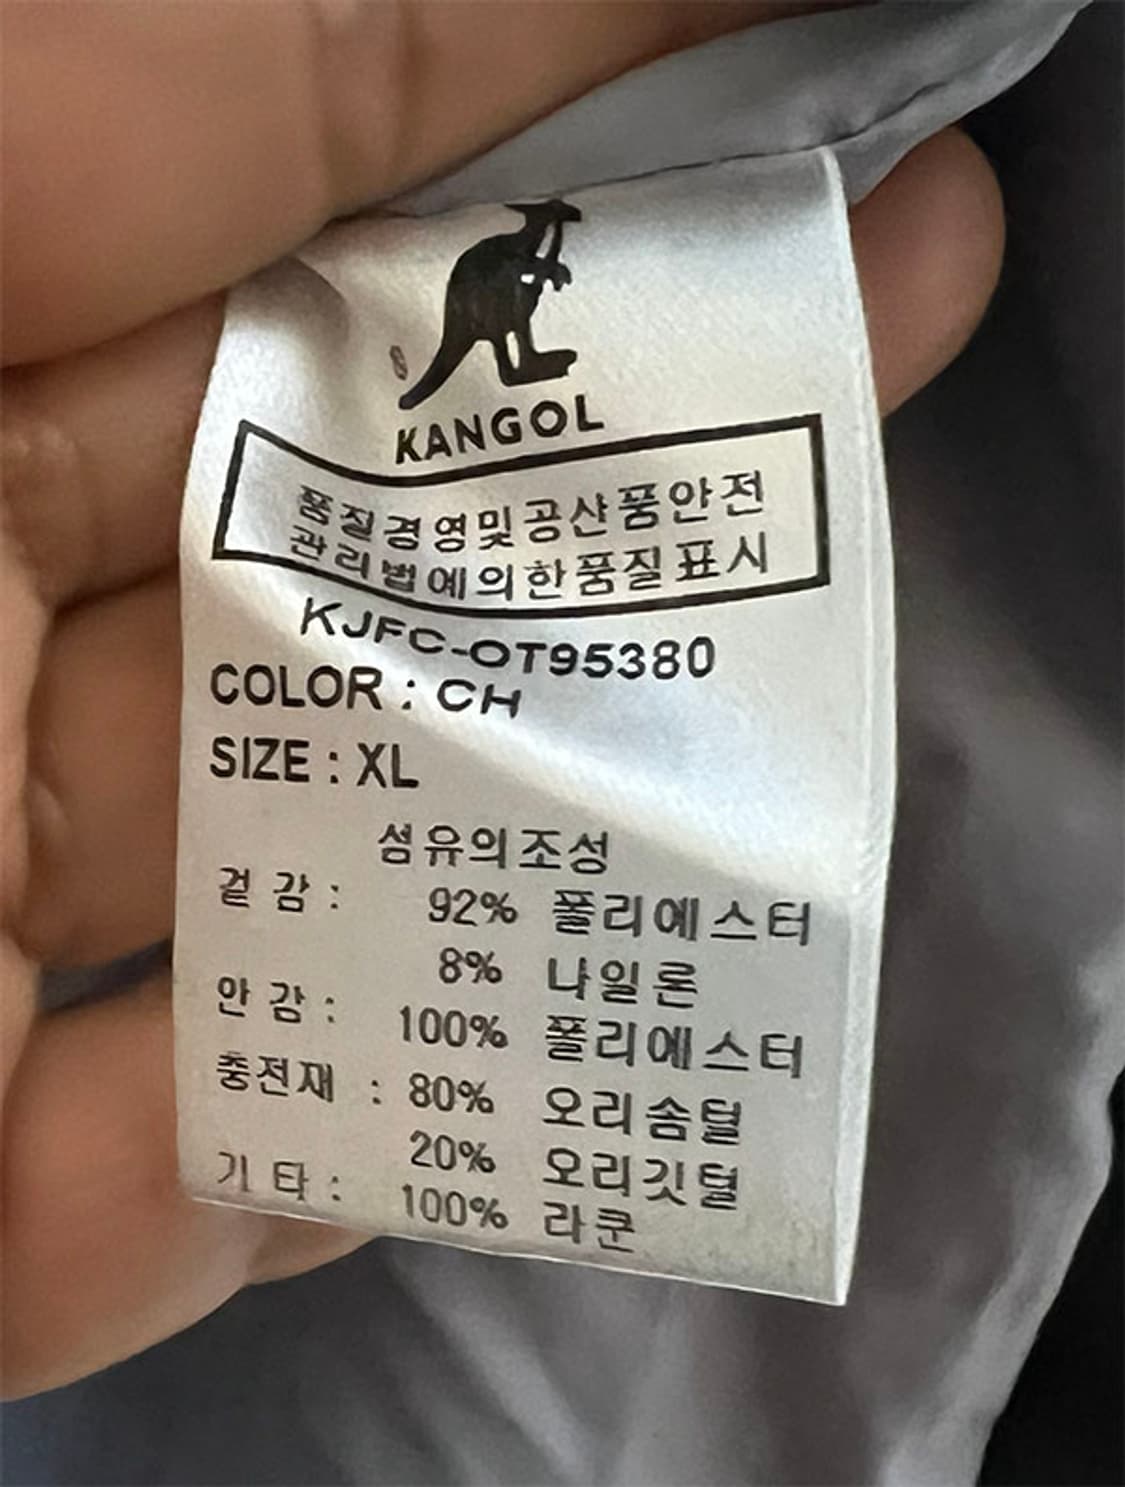 KANGOL
품질경영및공산품안전
관리법에의한품질표시
KJFC-OT95380
COLOR : CH
SIZE : XL
섬유의조성
겉 감 : 92% 폴리에스터
8% 나일론
안 감 : 100% 폴리에스터
충전재 : 80% 오리솜털
20% 오리깃털
기 타 : 100% 라쿤